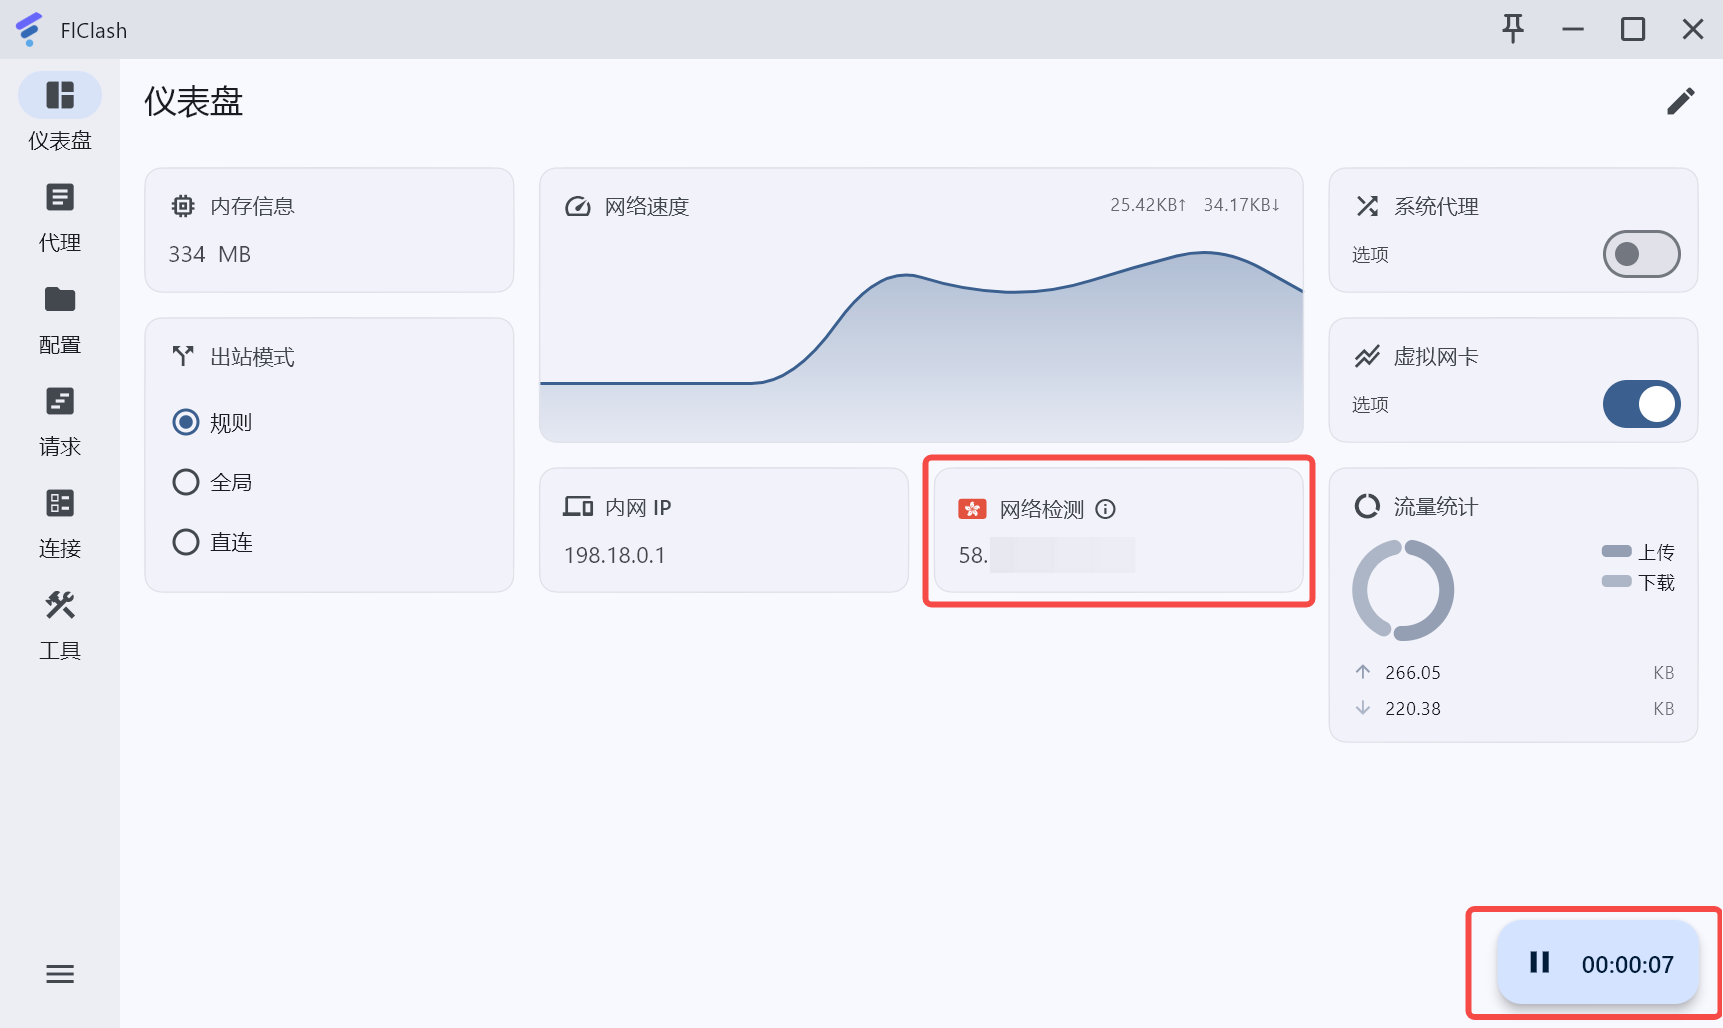 FlClash
仪表盘
代理
配置
请求
连接
工具
仪表盘
内存信息
334 MB
出站模式
规则
全局
直连
网络速度
25.42KB↑ 34.17KB↓
内网 IP
198.18.0.1
网络检测
58.
系统代理
选项
虚拟网卡
选项
流量统计
上传
下载
↑ 266.05 KB
↓ 220.38 KB
00:00:07